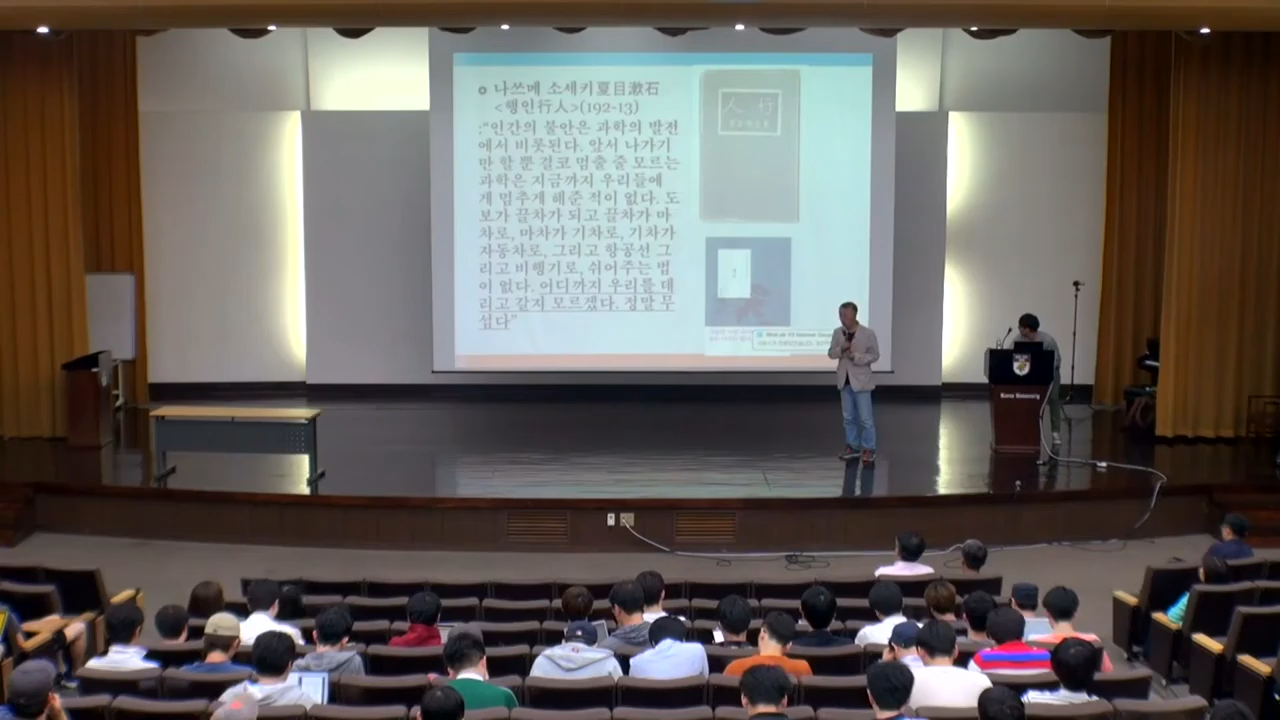 나쓰메 소세키夏目漱石
<행인行人>(192-13)
:"인간의 불안은 과학의 발전
에서 비롯된다. 앞서 나가기
만 할 뿐 결코 멈출 줄 모르는
과학은 지금까지 우리들에
게 멈추게 해준 적이 없다. 도
보가 끌차가 되고 끌차가 마
차로, 마차가 기차로, 기차가
자동차로, 그리고 항공선 그
리고 비행기로, 쉬어주는 법
이 없다. 어디까지 우리를 데
리고 갈지 모르겠다. 정말 무
섭다"
人行
Korea University